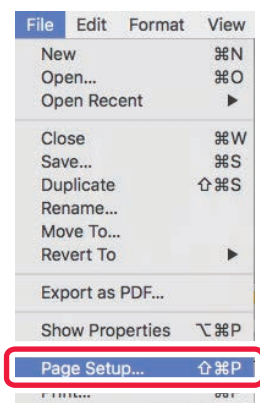 File Edit Format View
New ⌘N
Open... ⌘O
Open Recent ▶
Close ⌘W
Save... ⌘S
Duplicate ⇧⌘S
Rename...
Move To...
Revert To ▶
Export as PDF...
Show Properties ⌥⌘P
Page Setup... ⇧⌘P